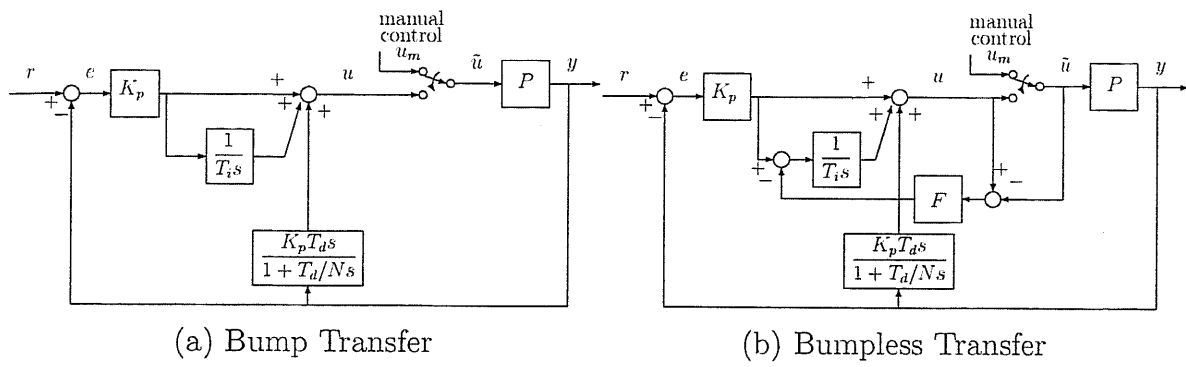 manual
control
u_m
r
e
K_p
+
−
+
+
+
u
ũ
P
y
1
T_i s
K_p T_d s
1 + T_d/N s
(a) Bump Transfer
manual
control
u_m
r
e
K_p
+
−
+
+
+
u
ũ
P
y
+
−
1
T_i s
+
−
F
K_p T_d s
1 + T_d/N s
(b) Bumpless Transfer